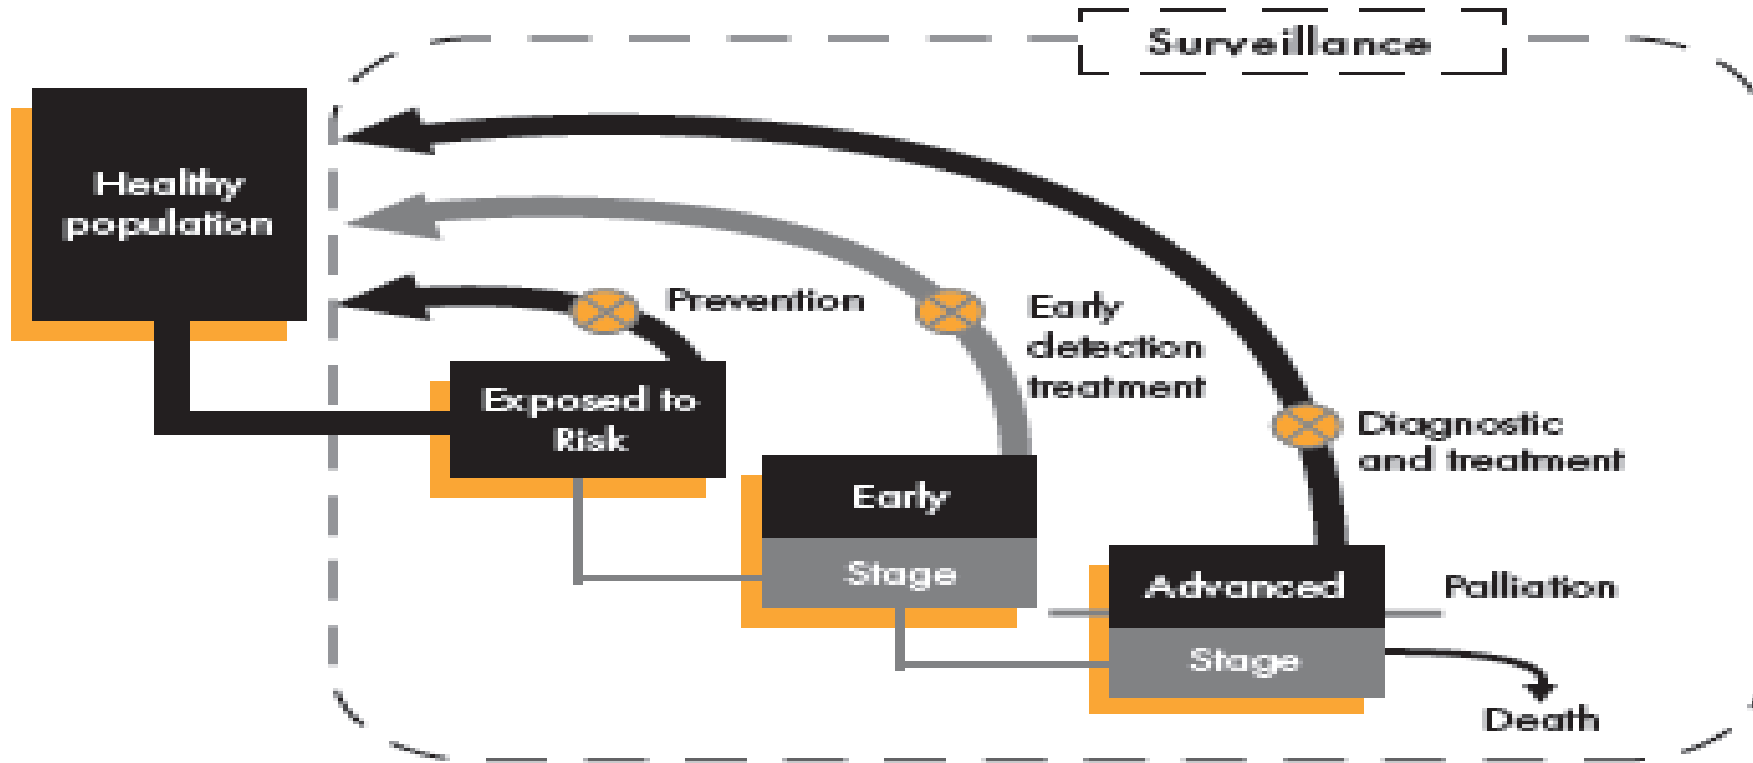 Surveillance
Healthy
population
Prevention
Early
detection
treatment
Exposed to
Risk
Diagnostic
and treatment
Early
Stage
Advanced
Stage
Palliation
Death